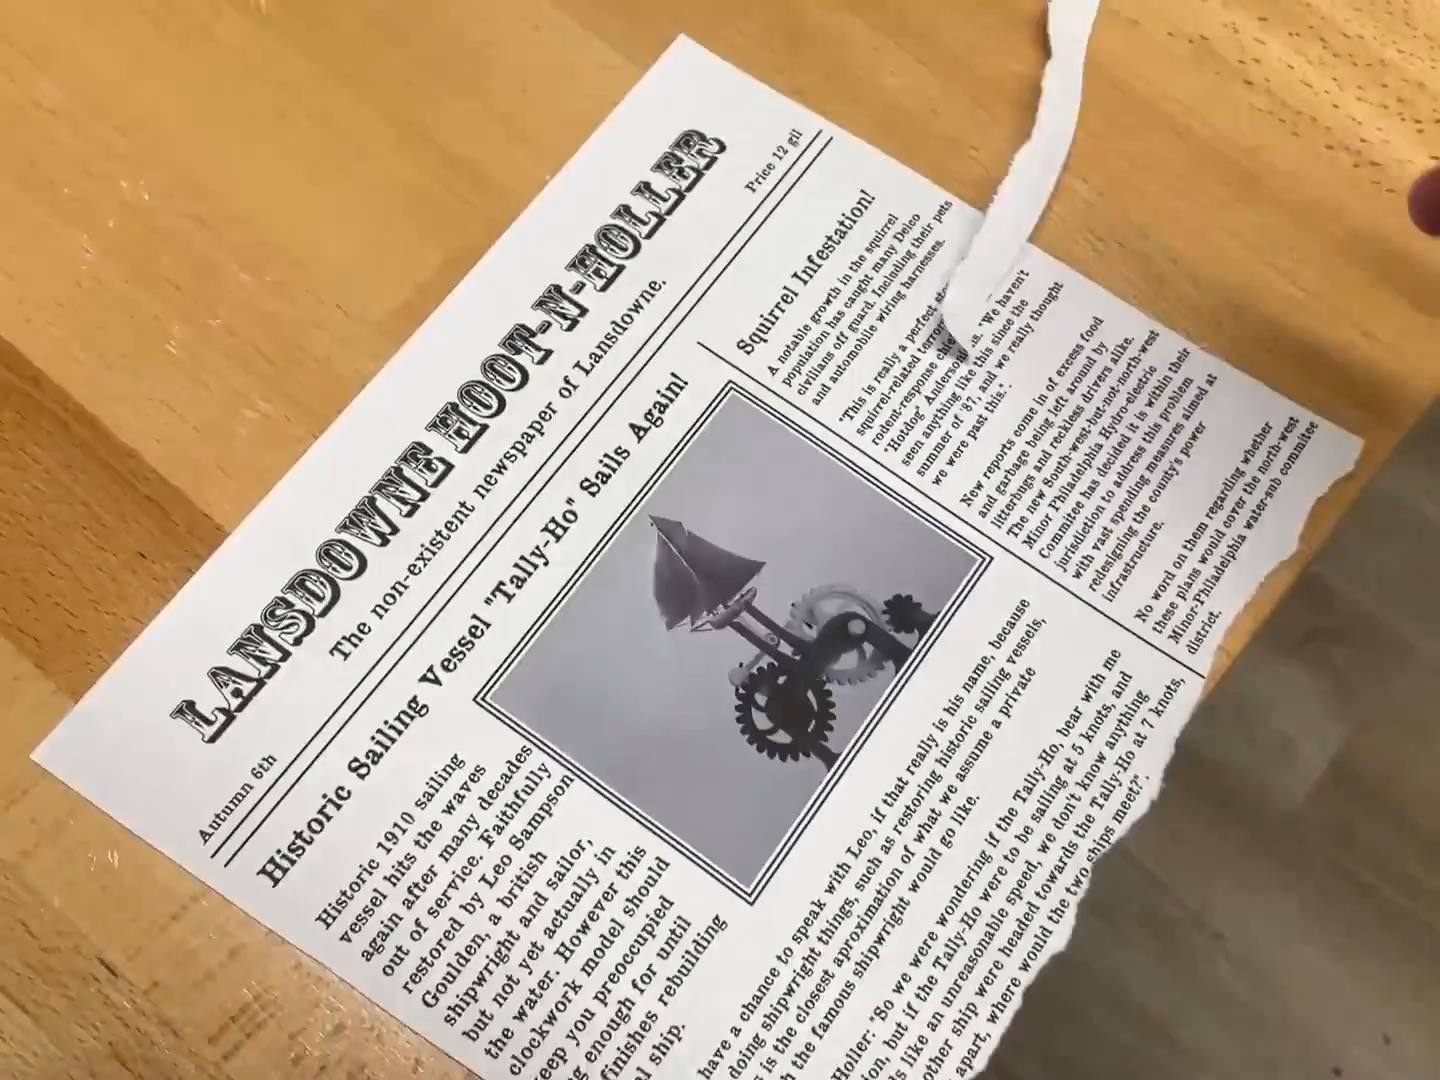 LANSDOWNE HOOT-N-HOLLER
The non-existent newspaper of Lansdowne.
Autumn 6th
Price 12 gil
Historic Sailing Vessel "Tally-Ho" Sails Again!
Historic 1910 sailing
vessel hits the waves
again after many decades
out of service. Faithfully
restored by Leo Sampson
Goulden, a british
shipwright and sailor,
but not yet actually in
the water. However this
clockwork model should
keep you preoccupied
enough for until
finishes rebuilding
ship.
have a chance to speak with Leo, if that really is his name, because
doing shipwright things, such as restoring historic sailing vessels,
is the closest aproximation of what we assume a private
the famous shipwright would go like.
Holler: "So we were wondering if the Tally-Ho, bear with me
but if the Tally-Ho were to be sailing at 5 knots, and
like an unreasonable speed, we don't know anything
other ship were headed towards the Tally-Ho at 7 knots,
apart, where would the two ships meet?".
Squirrel Infestation!
A notable growth in the squirrel
population has caught many Delco
civilians off guard. Including their pets
and automobile wiring harnesses.
"This is really a perfect
squirrel-related
rodent-response
"Hotdog" "We haven't
seen anything like this since the
summer of '87, and we really thought
we were past this.".
New reports come in of excess food
and garbage being left around by
litterbugs and reckless drivers alike.
The new South-west-but-not-north-west
Minor Philadelphia Hydro-electric
Commitee has decided it is within their
jurisdiction to address this problem
with vast spending measures aimed at
redesigning the county's power
infrastructure.
No word on them regarding whether
these plans would cover the north-west
Minor-Philadelphia water-sub commitee
district.